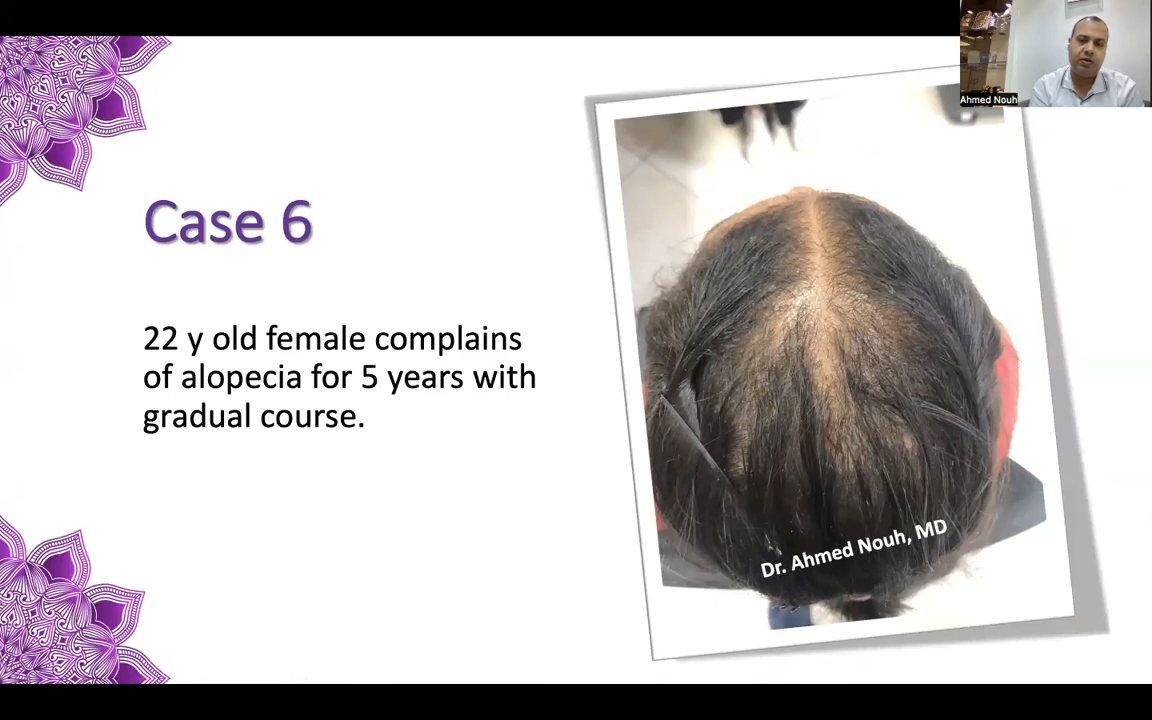 Ahmed Nouh
Case 6
22 y old female complains
of alopecia for 5 years with
gradual course.
Dr. Ahmed Nouh, MD